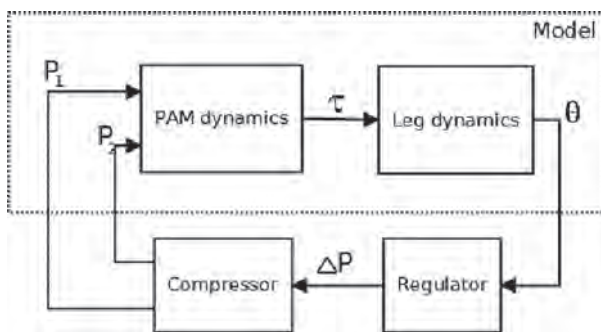 Model
P₁
PAM dynamics
τ
Leg dynamics
θ
P₂
Compressor
ΔP
Regulator